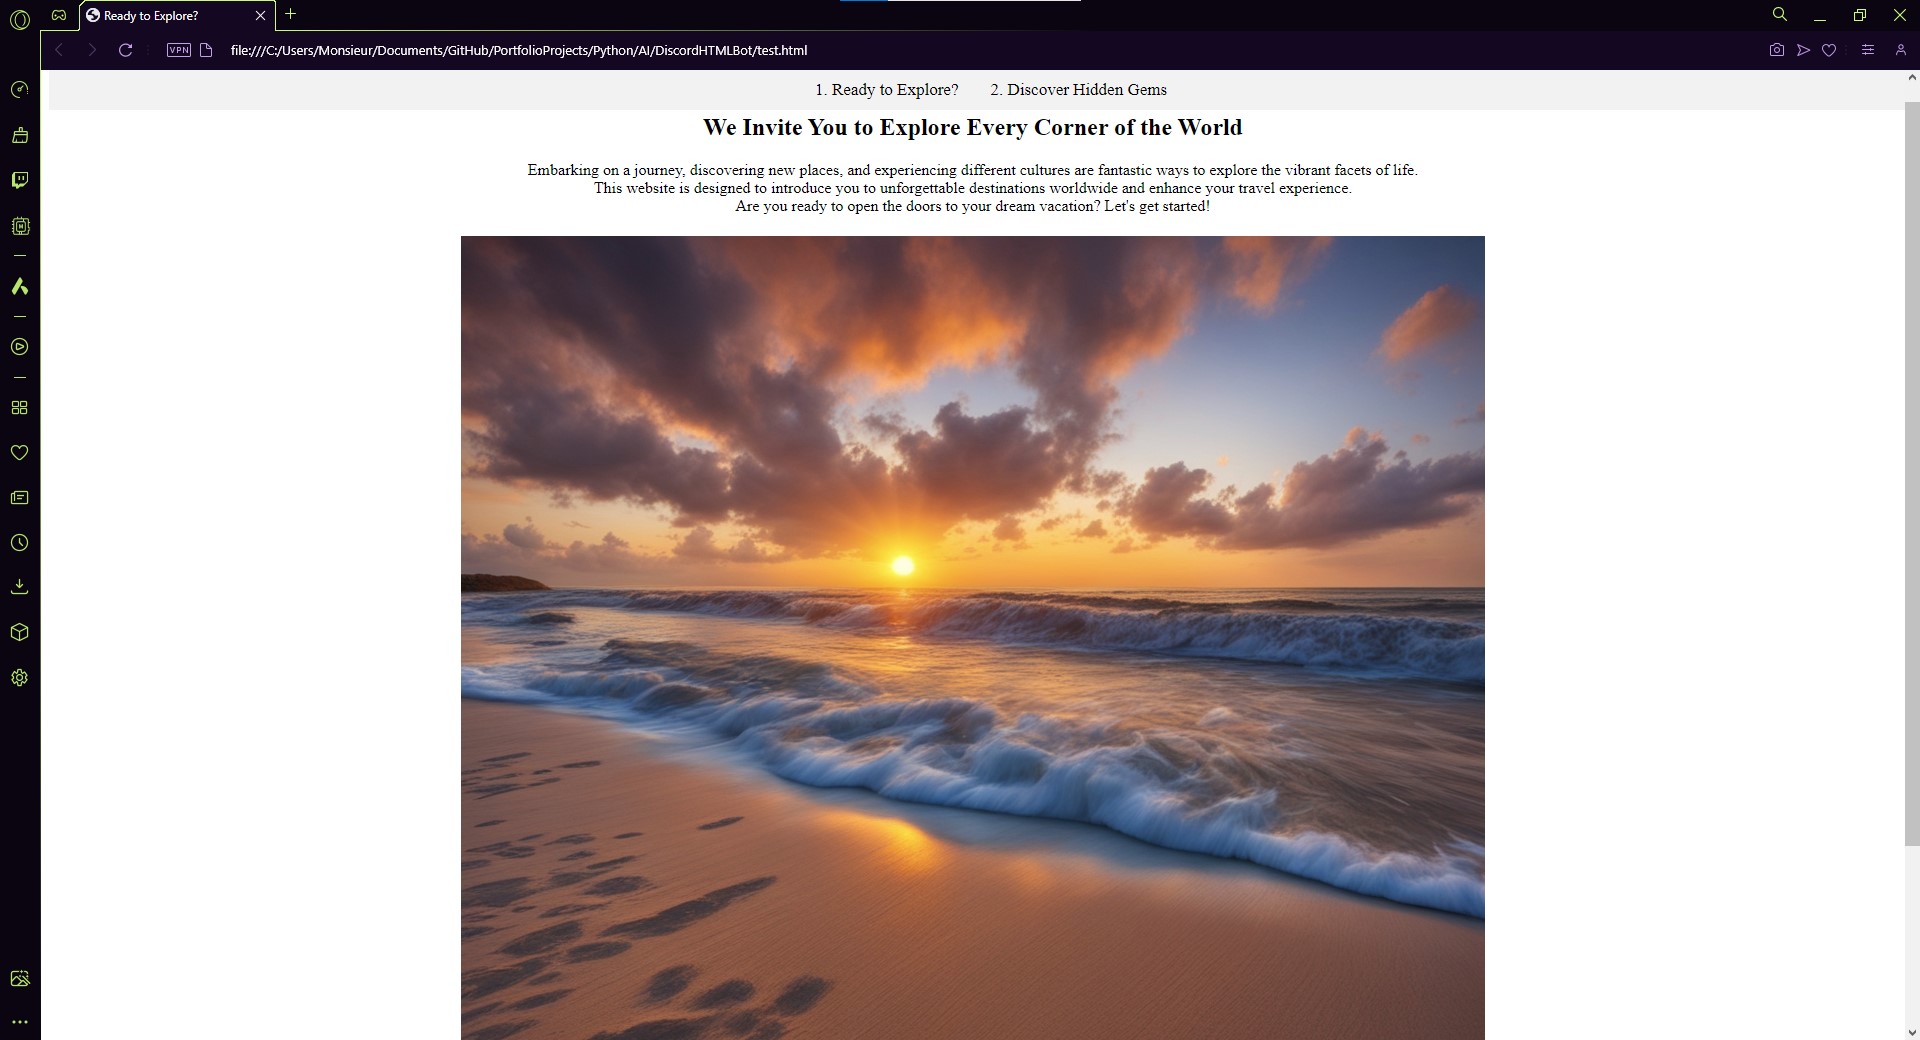 Ready to Explore?
VPN
file:///C:/Users/Monsieur/Documents/GitHub/PortfolioProjects/Python/AI/DiscordHTMLBot/test.html
1. Ready to Explore? 2. Discover Hidden Gems
We Invite You to Explore Every Corner of the World
Embarking on a journey, discovering new places, and experiencing different cultures are fantastic ways to explore the vibrant facets of life.
This website is designed to introduce you to unforgettable destinations worldwide and enhance your travel experience.
Are you ready to open the doors to your dream vacation? Let's get started!